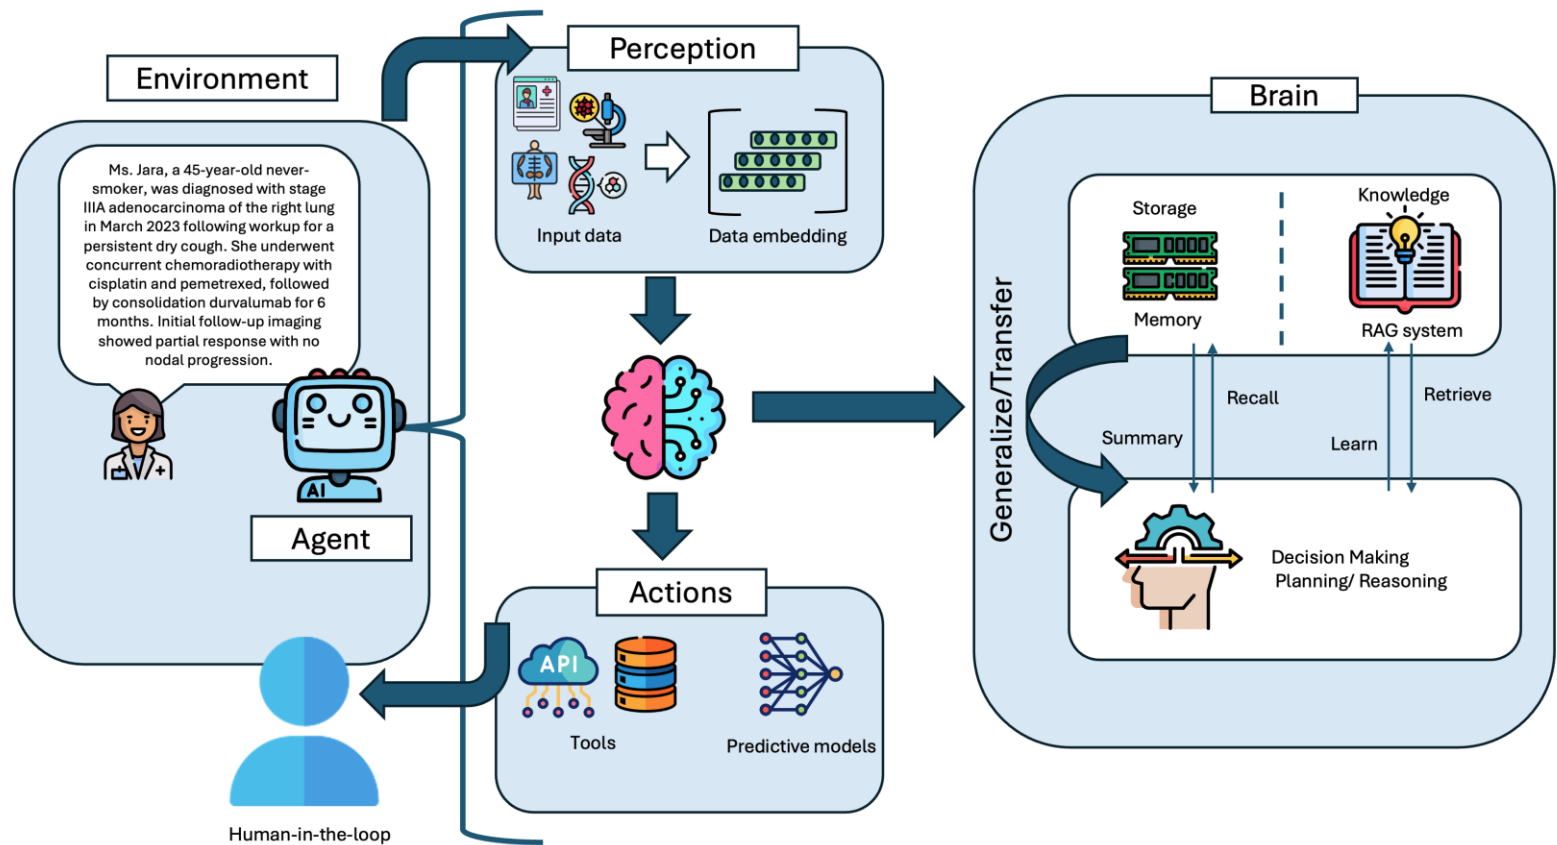 Environment
Ms. Jara, a 45-year-old never-
smoker, was diagnosed with stage
IIIA adenocarcinoma of the right lung
in March 2023 following workup for a
persistent dry cough. She underwent
concurrent chemoradiotherapy with
cisplatin and pemetrexed, followed
by consolidation durvalumab for 6
months. Initial follow-up imaging
showed partial response with no
nodal progression.
AI
Agent
Human-in-the-loop
Perception
Input data
Data embedding
Actions
API
Tools
Predictive models
Brain
Generalize/Transfer
Storage
Memory
Knowledge
RAG system
Recall
Summary
Retrieve
Learn
Decision Making
Planning/ Reasoning